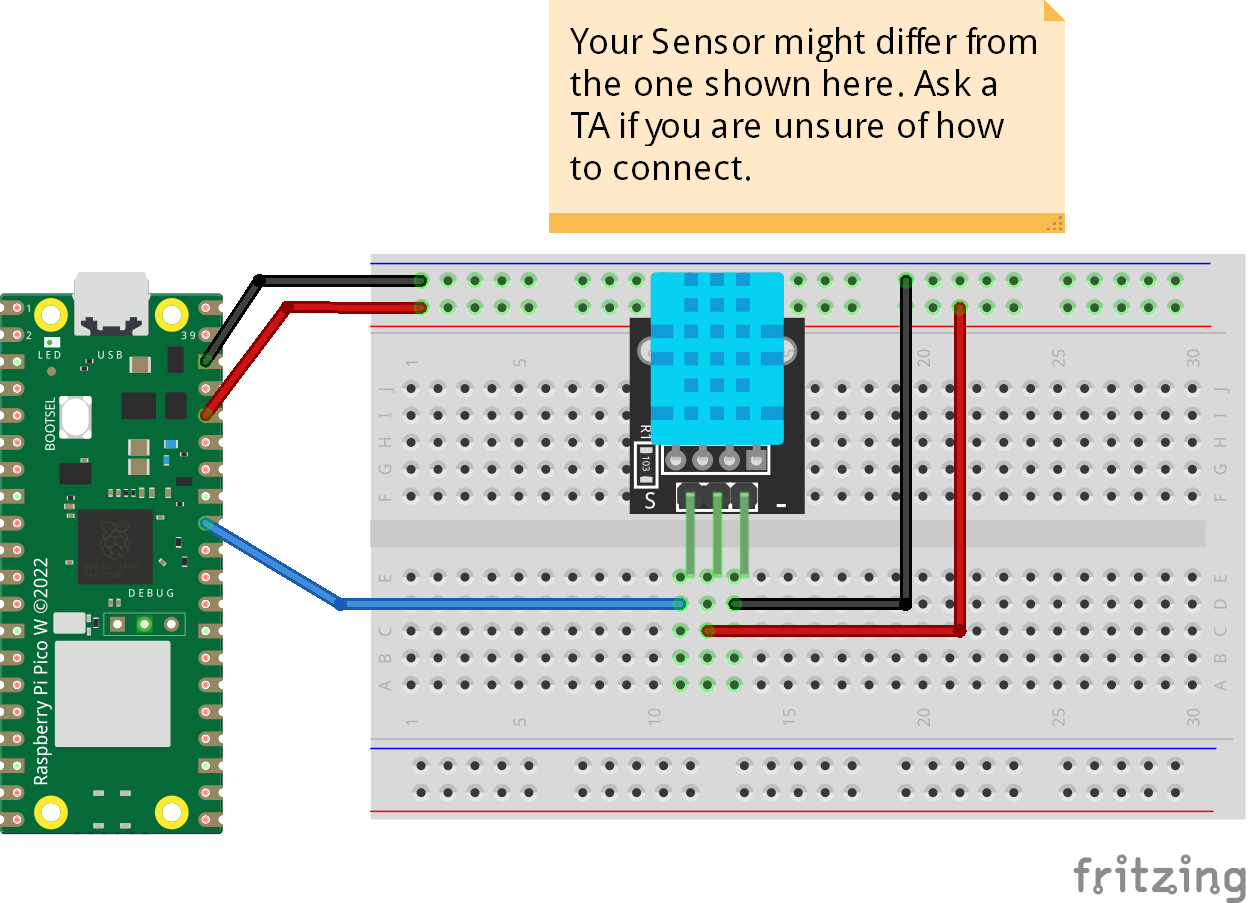 Your Sensor might differ from
the one shown here. Ask a
TA if you are unsure of how
to connect.
1
2
39
LED
USB
BOOTSEL
DEBUG
Raspberry Pi Pico W ©2022
R1
103
S
-
1 5 20 25 30
J J
I I
H H
G G
F F
E E
D D
C C
B B
A A
1 5 10 15 20 25 30
fritzing